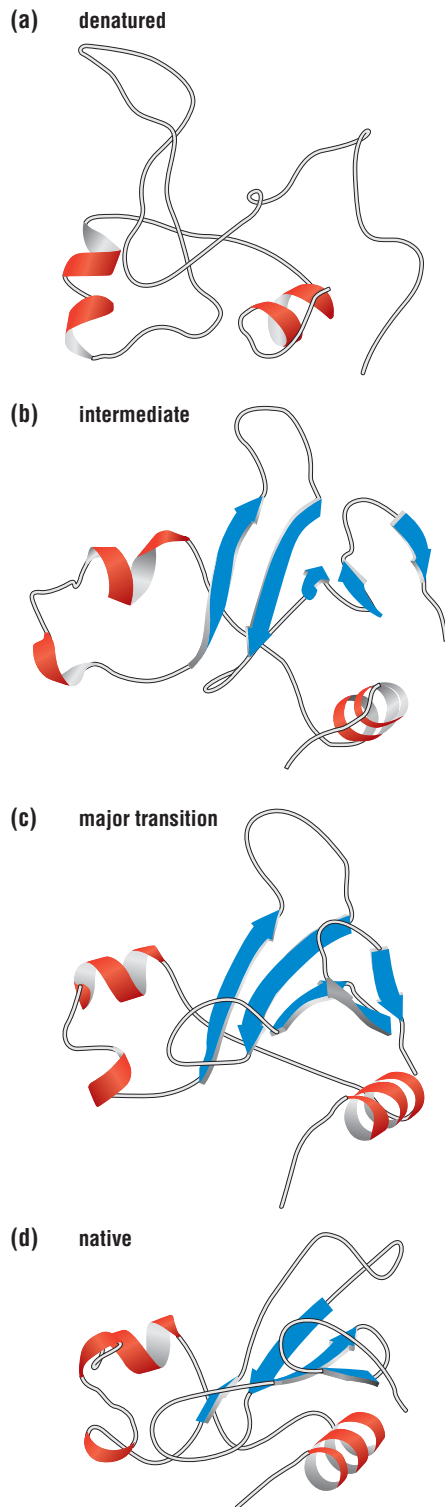 (a) denatured
(b) intermediate
(c) major transition
(d) native